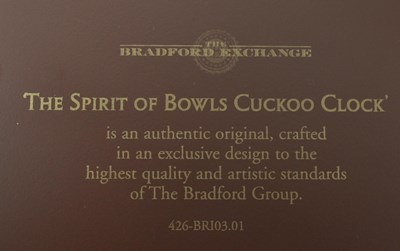 THE
BRADFORD EXCHANGE
'THE SPIRIT OF BOWLS CUCKOO CLOCK'
is an authentic original, crafted
in an exclusive design to the
highest quality and artistic standards
of The Bradford Group.
426-BRI03.01